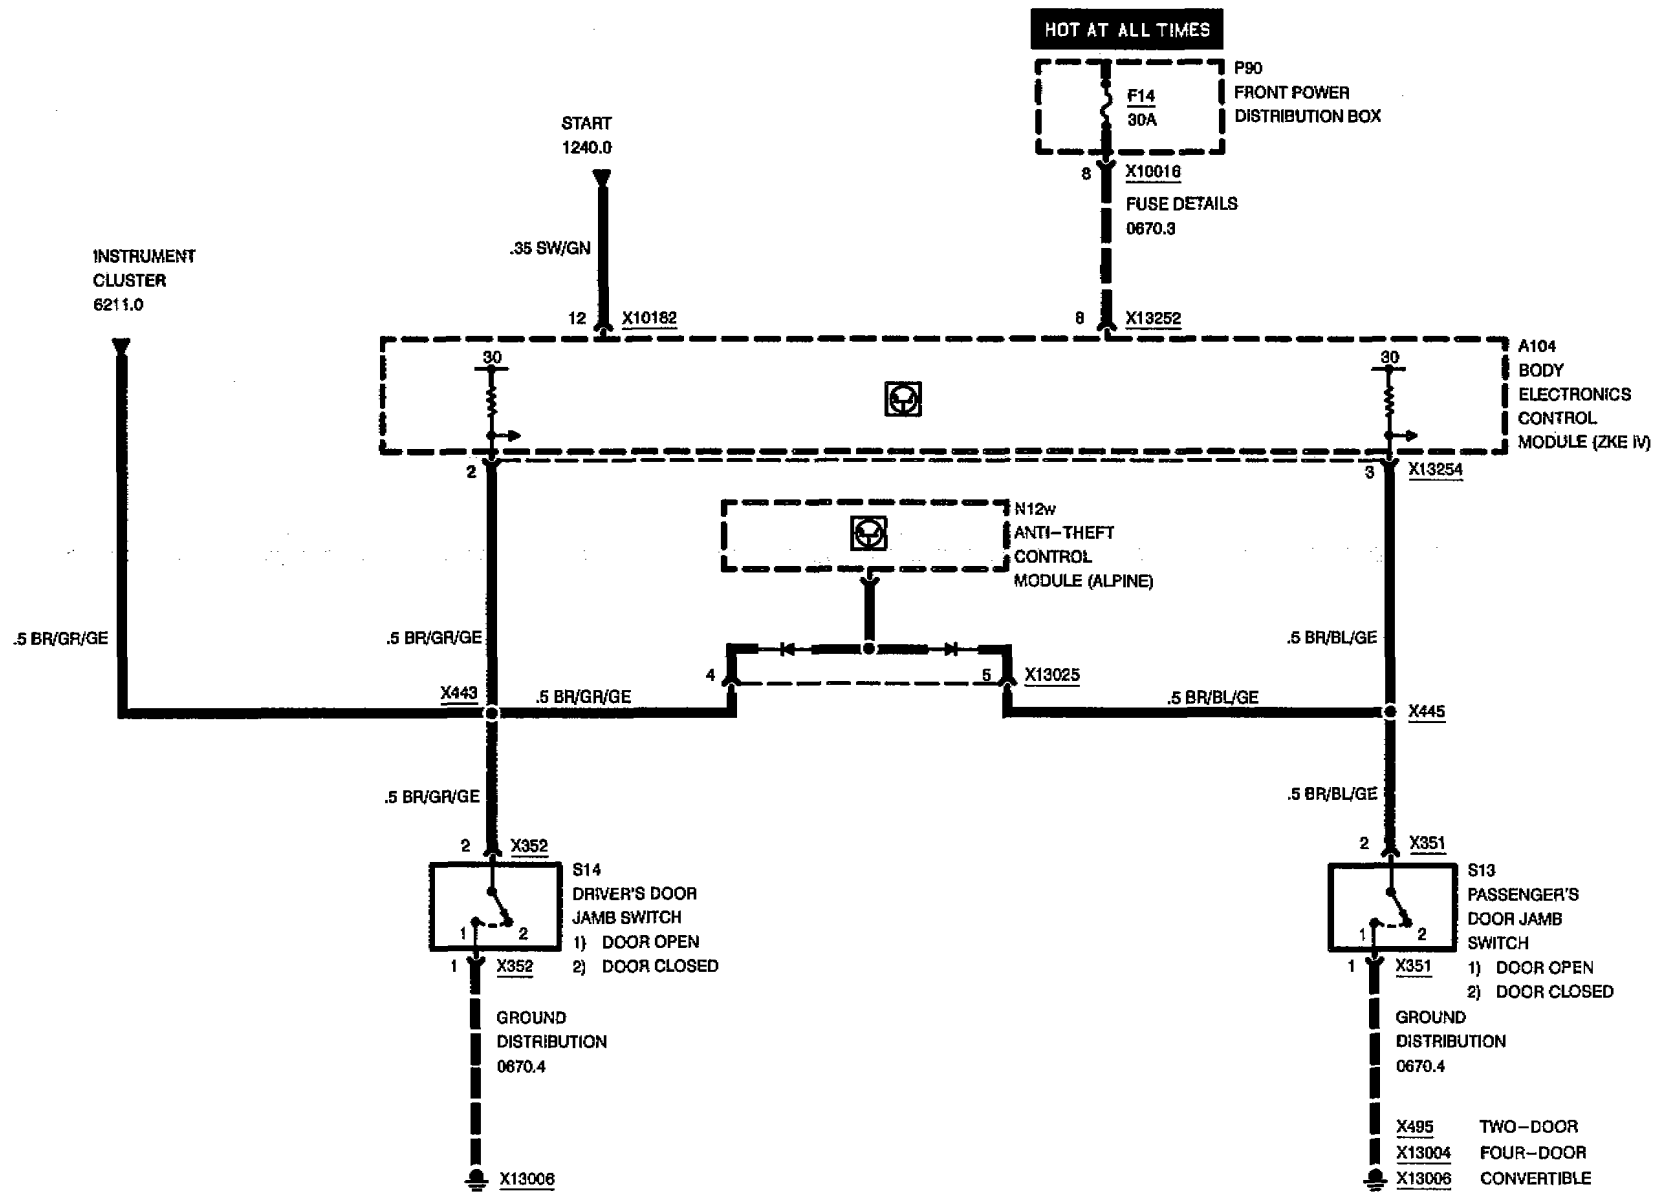 HOT AT ALL TIMES
P90
FRONT POWER
DISTRIBUTION BOX
F14
30A
8 X10016
FUSE DETAILS
0670.3
START
1240.0
.35 SW/GN
INSTRUMENT
CLUSTER
6211.0
12 X10182
8 X13252
30
30
A104
BODY
ELECTRONICS
CONTROL
MODULE (ZKE IV)
2
3 X13254
N12w
ANTI-THEFT
CONTROL
MODULE (ALPINE)
.5 BR/GR/GE
.5 BR/GR/GE
.5 BR/BL/GE
4
5 X13025
X443
.5 BR/GR/GE
.5 BR/BL/GE
X445
.5 BR/GR/GE
.5 BR/BL/GE
2 X352
S14
DRIVER'S DOOR
JAMB SWITCH
1) DOOR OPEN
2) DOOR CLOSED
1 2
1 X352
GROUND
DISTRIBUTION
0670.4
X13006
2 X351
S13
PASSENGER'S
DOOR JAMB
SWITCH
1) DOOR OPEN
2) DOOR CLOSED
1 2
1 X351
GROUND
DISTRIBUTION
0670.4
X495 TWO-DOOR
X13004 FOUR-DOOR
X13006 CONVERTIBLE